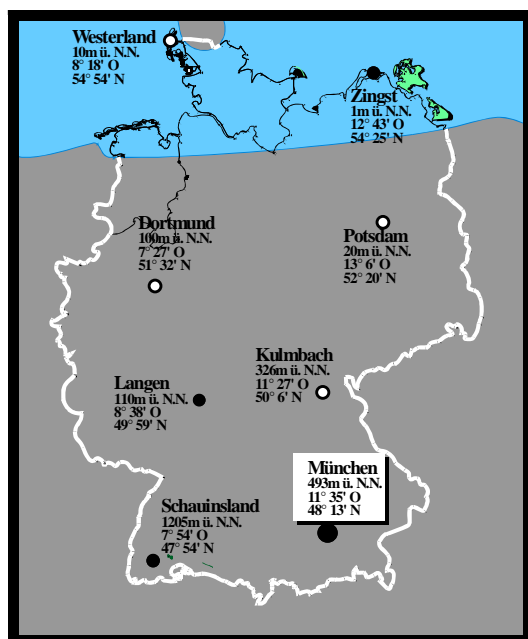 Westerland
10m ü. N.N.
8° 18' O
54° 54' N
Zingst
1m ü. N.N.
12° 43' O
54° 25' N
Dortmund
100m ü. N.N.
7° 27' O
51° 32' N
Potsdam
20m ü. N.N.
13° 6' O
52° 20' N
Kulmbach
326m ü. N.N.
11° 27' O
50° 6' N
Langen
110m ü. N.N.
8° 38' O
49° 59' N
München
493m ü. N.N.
11° 35' O
48° 13' N
Schauinsland
1205m ü. N.N.
7° 54' O
47° 54' N